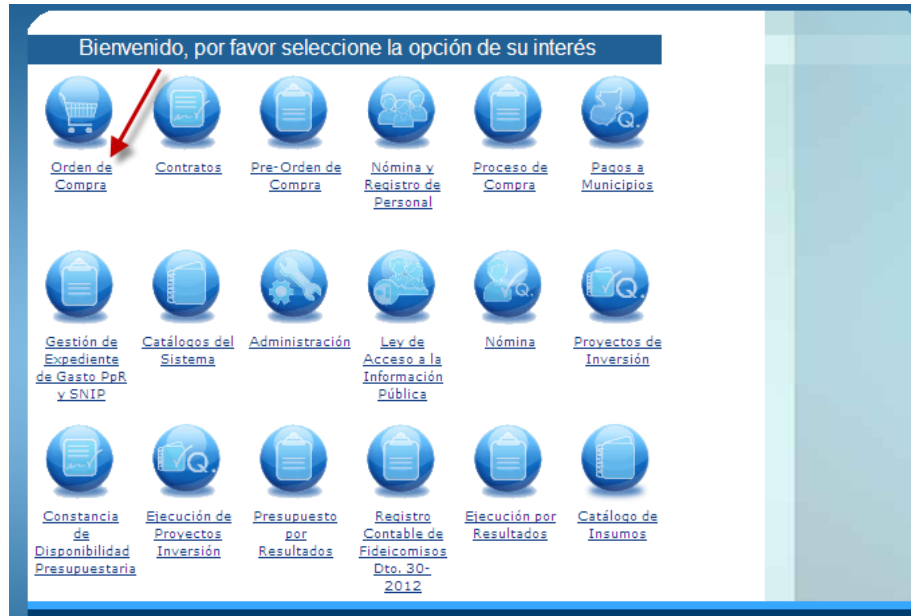 Bienvenido, por favor seleccione la opción de su interés
Orden de
Compra
Contratos
Pre-Orden de
Compra
Nómina y
Registro de
Personal
Proceso de
Compra
Pagos a
Municipios
Q.
Gestión de
Expediente
de Gasto PpR
y SNIP
Catálogos del
Sistema
Administración
Ley de
Acceso a la
Información
Pública
Nómina
Q.
Proyectos de
Inversión
Q.
Constancia
de
Disponibilidad
Presupuestaria
Ejecución de
Proyectos
Inversión
Q.
Presupuesto
por
Resultados
Registro
Contable de
Fideicomisos
Dto. 30-
2012
Ejecución por
Resultados
Catálogo de
Insumos